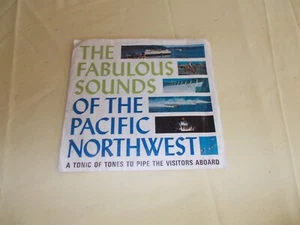 THE
FABULOUS
SOUNDS
OF THE
PACIFIC
NORTHWEST
A TONIC OF TONES TO PIPE THE VISITORS ABOARD